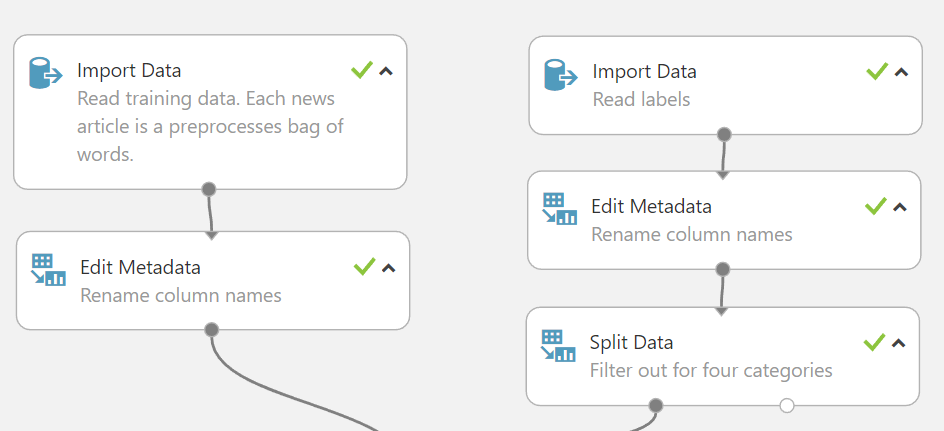 Import Data
Read training data. Each news
article is a preprocesses bag of
words.
Edit Metadata
Rename column names
Import Data
Read labels
Edit Metadata
Rename column names
Split Data
Filter out for four categories